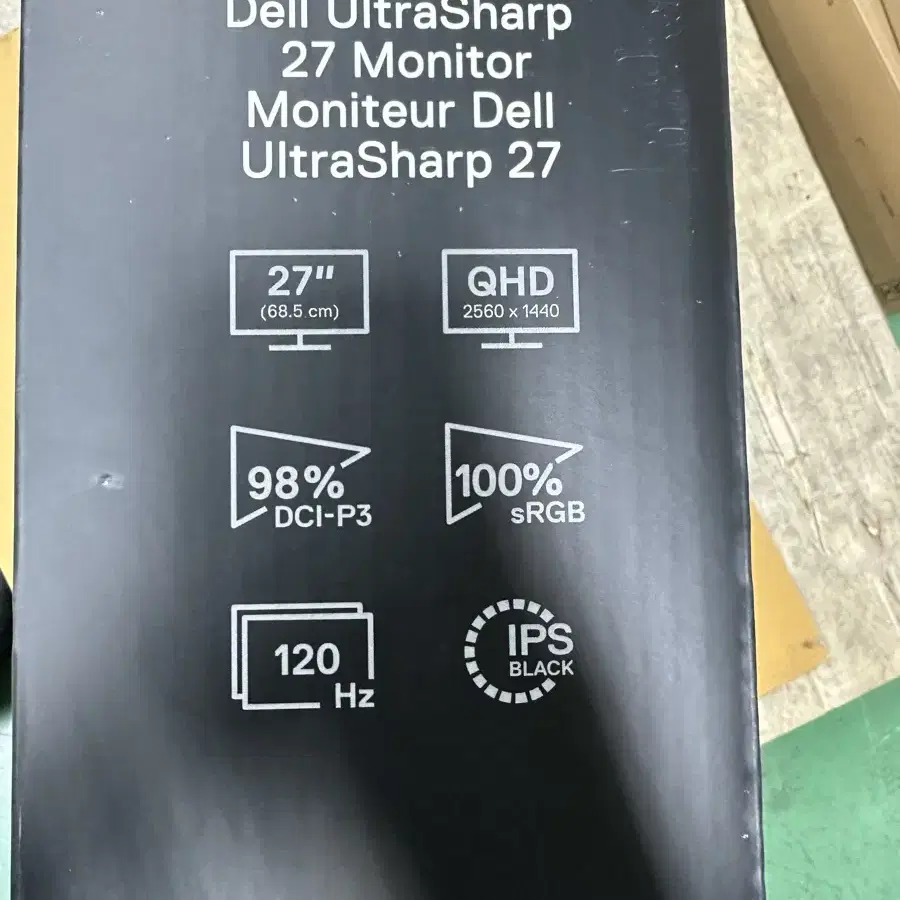 Dell UltraSharp
27 Monitor
Moniteur Dell
UltraSharp 27
27"
(68.5 cm)
QHD
2560 x 1440
98%
DCI-P3
100%
sRGB
120
Hz
IPS
BLACK